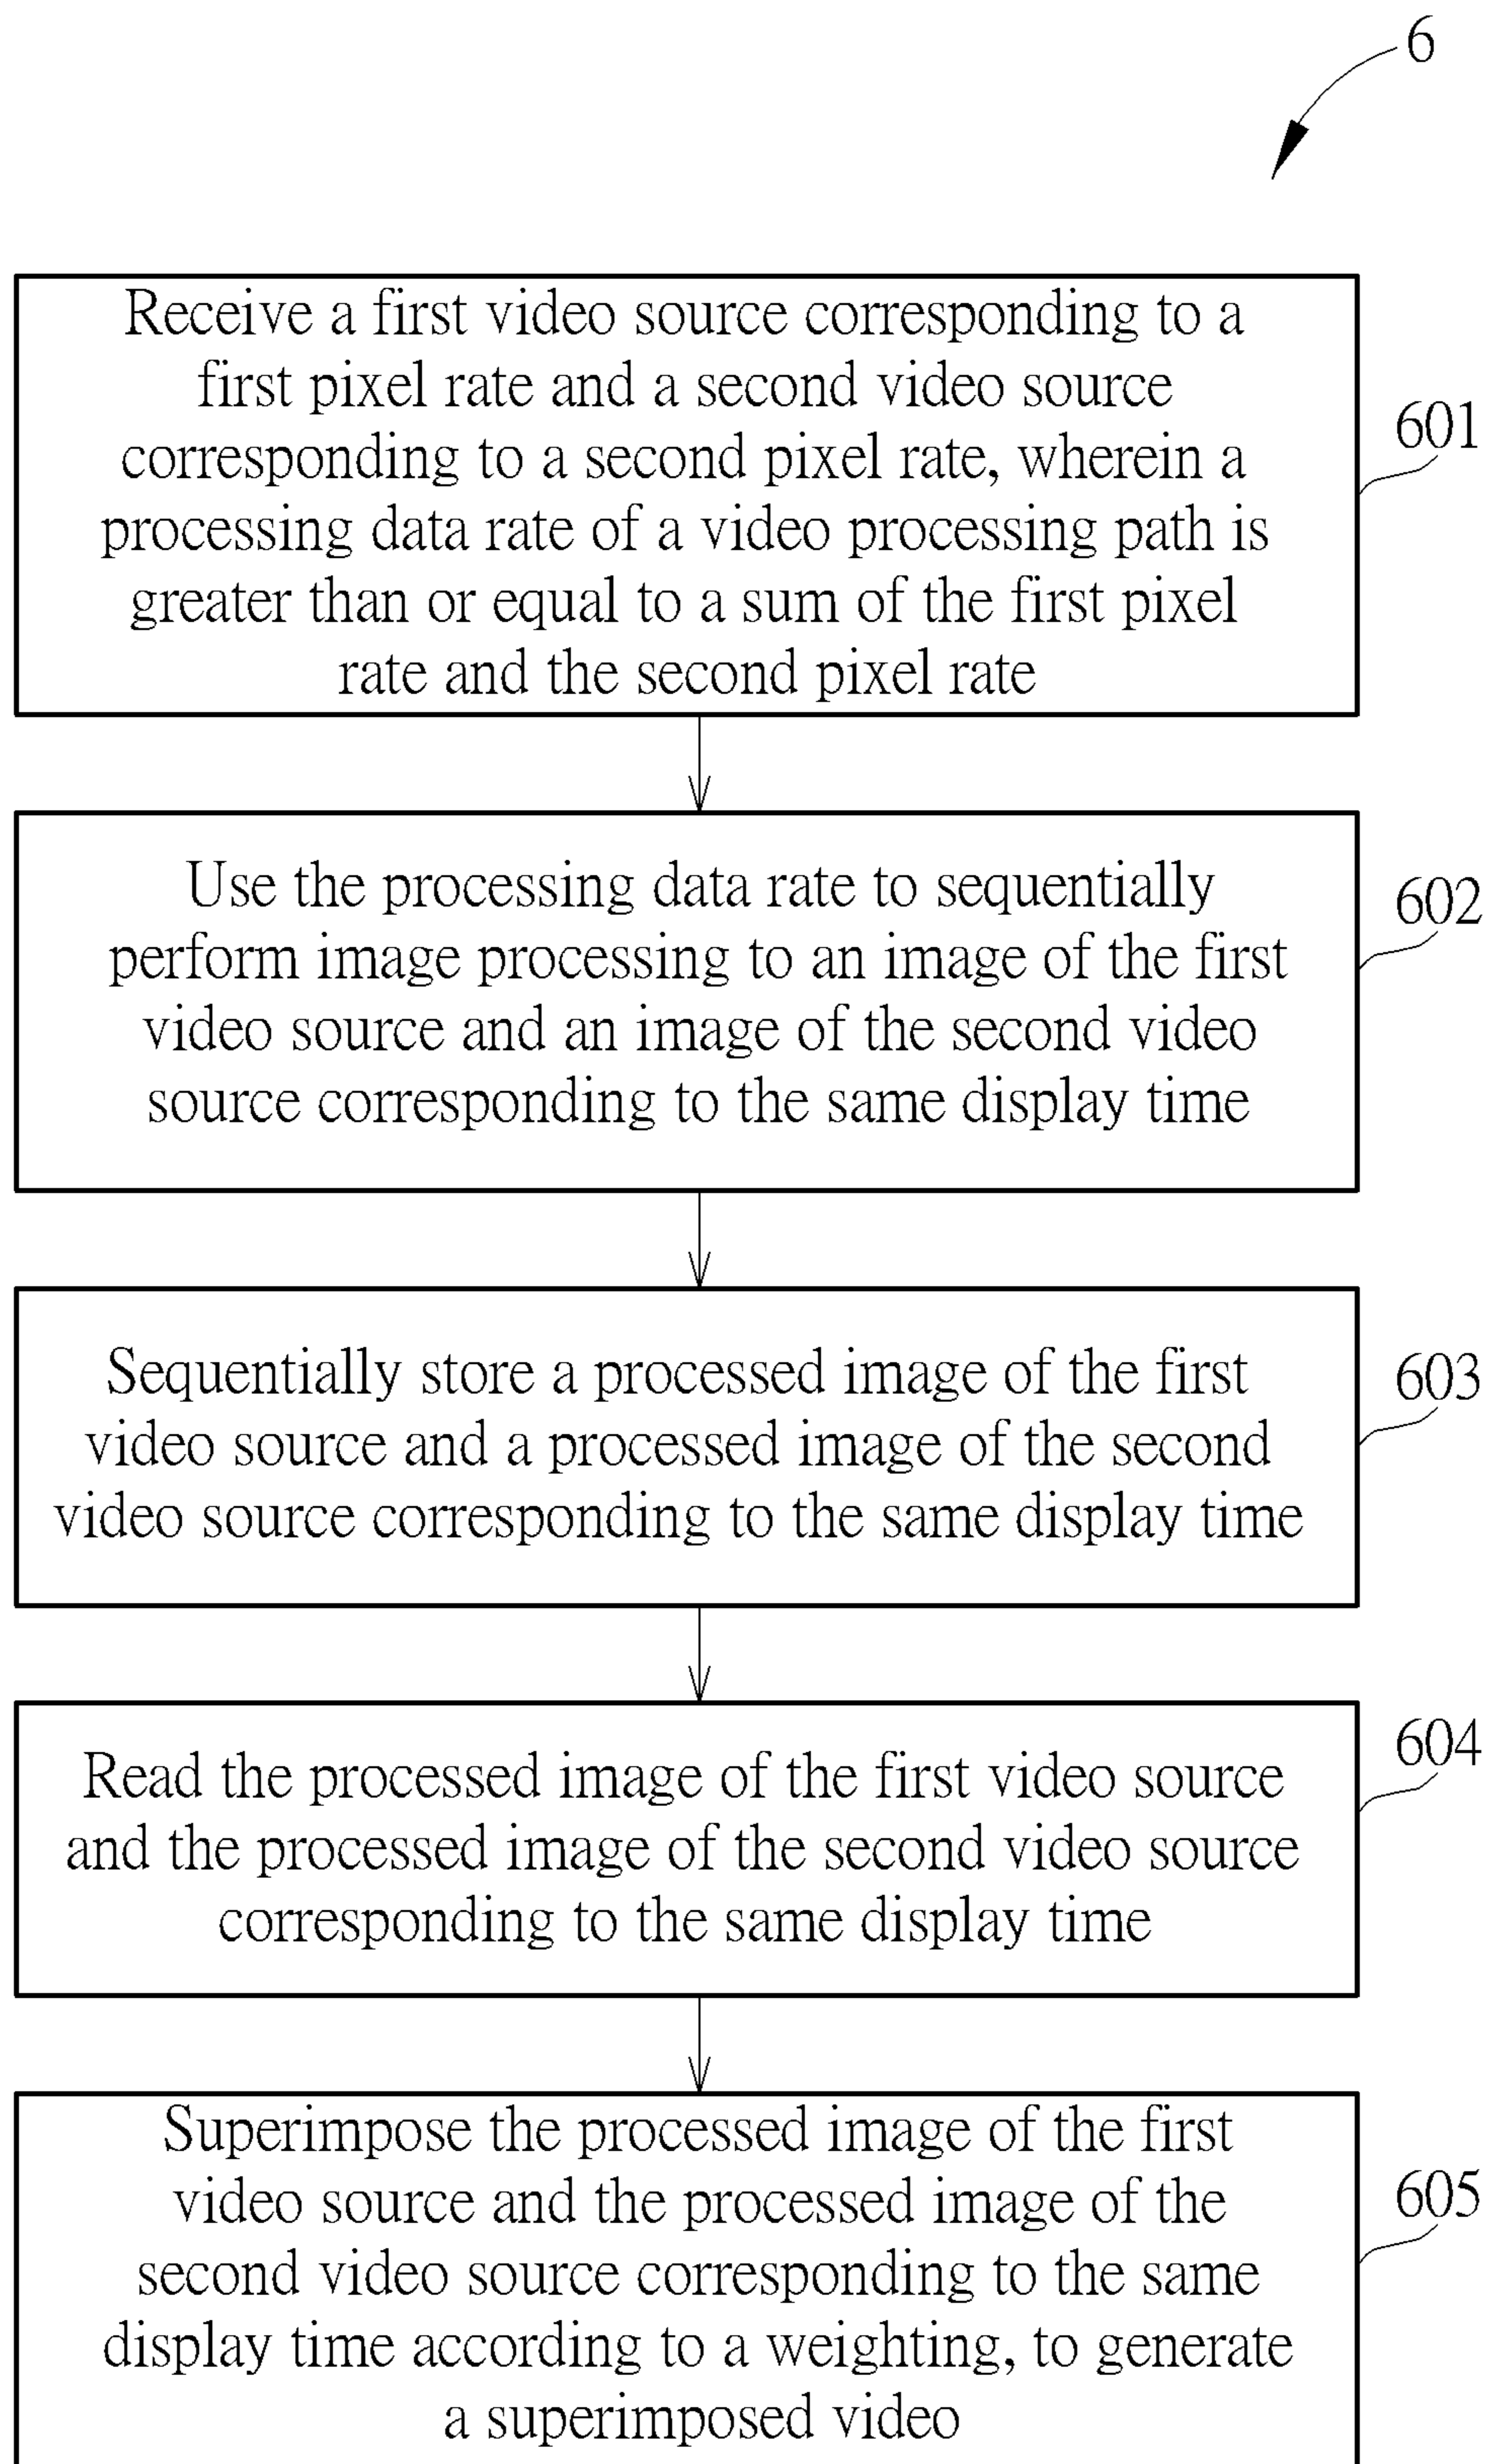 6
Receive a first video source corresponding to a
first pixel rate and a second video source
corresponding to a second pixel rate, wherein a
processing data rate of a video processing path is
greater than or equal to a sum of the first pixel
rate and the second pixel rate
601
Use the processing data rate to sequentially
perform image processing to an image of the first
video source and an image of the second video
source corresponding to the same display time
602
Sequentially store a processed image of the first
video source and a processed image of the second
video source corresponding to the same display time
603
Read the processed image of the first video source
and the processed image of the second video source
corresponding to the same display time
604
Superimpose the processed image of the first
video source and the processed image of the
second video source corresponding to the same
display time according to a weighting, to generate
a superimposed video
605